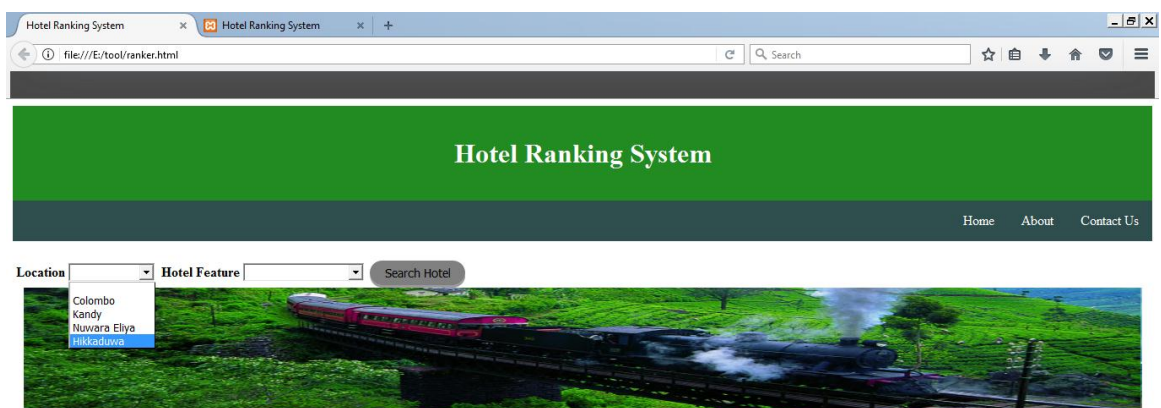 Hotel Ranking System × Hotel Ranking System × +
file:///E:/tool/ranker.html Search
Hotel Ranking System
Home About Contact Us
Location Hotel Feature Search Hotel
Colombo
Kandy
Nuwara Eliya
Hikkaduwa